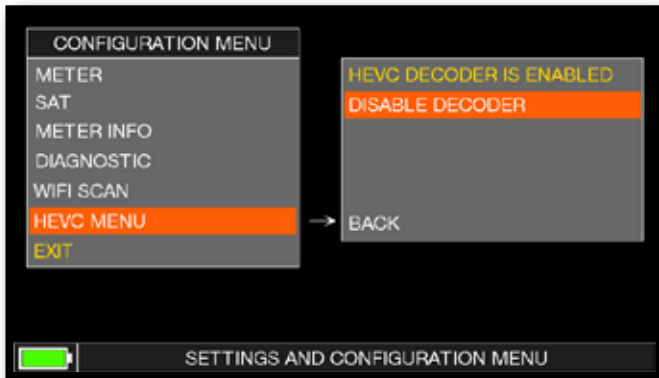 CONFIGURATION MENU
METER
SAT
METER INFO
DIAGNOSTIC
WIFI SCAN
HEVC MENU
EXIT
HEVC DECODER IS ENABLED
DISABLE DECODER
BACK
SETTINGS AND CONFIGURATION MENU